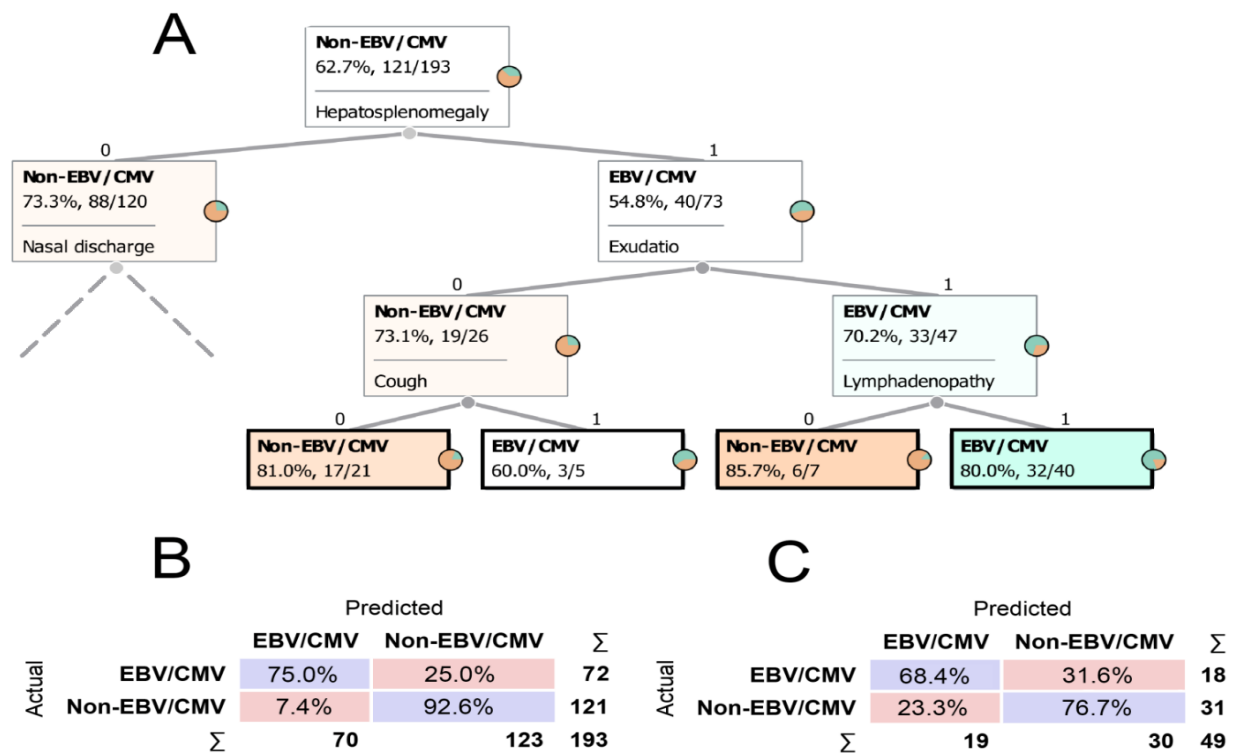 A
Non-EBV/CMV
62.7%, 121/193
Hepatosplenomegaly
0
1
Non-EBV/CMV
73.3%, 88/120
Nasal discharge
EBV/CMV
54.8%, 40/73
Exudatio
0
1
Non-EBV/CMV
73.1%, 19/26
Cough
EBV/CMV
70.2%, 33/47
Lymphadenopathy
0
1
0
1
Non-EBV/CMV
81.0%, 17/21
EBV/CMV
60.0%, 3/5
Non-EBV/CMV
85.7%, 6/7
EBV/CMV
80.0%, 32/40
B
Predicted
EBV/CMV Non-EBV/CMV Σ
Actual
EBV/CMV 75.0% 25.0% 72
Non-EBV/CMV 7.4% 92.6% 121
Σ 70 123 193
C
Predicted
EBV/CMV Non-EBV/CMV Σ
Actual
EBV/CMV 68.4% 31.6% 18
Non-EBV/CMV 23.3% 76.7% 31
Σ 19 30 49